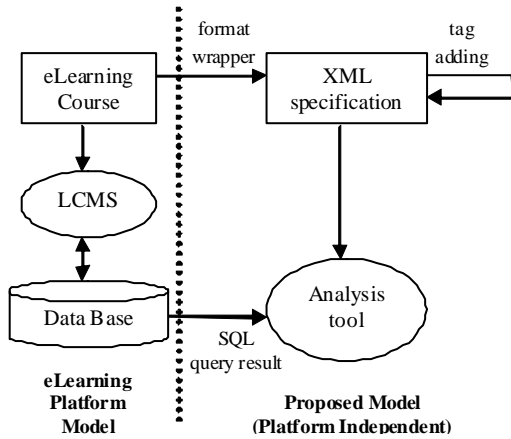 format
wrapper
tag
adding
eLearning
Course
XML
specification
LCMS
Data Base
Analysis
tool
SQL
query result
eLearning
Platform
Model
Proposed Model
(Platform Independent)